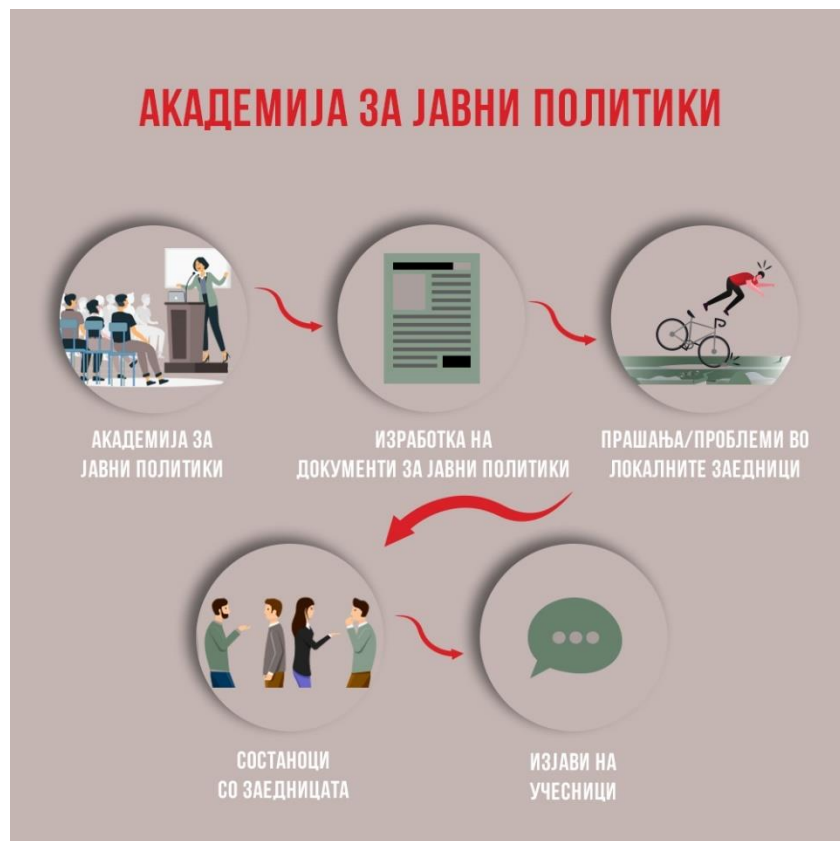 АКАДЕМИЈА ЗА ЈАВНИ ПОЛИТИКИ
АКАДЕМИЈА ЗА
ЈАВНИ ПОЛИТИКИ
ИЗРАБОТКА НА
ДОКУМЕНТИ ЗА ЈАВНИ ПОЛИТИКИ
ПРАШАЊА/ПРОБЛЕМИ ВО
ЛОКАЛНИТЕ ЗАЕДНИЦИ
СОСТАНОЦИ
СО ЗАЕДНИЦАТА
ИЗЈАВИ НА
УЧЕСНИЦИ